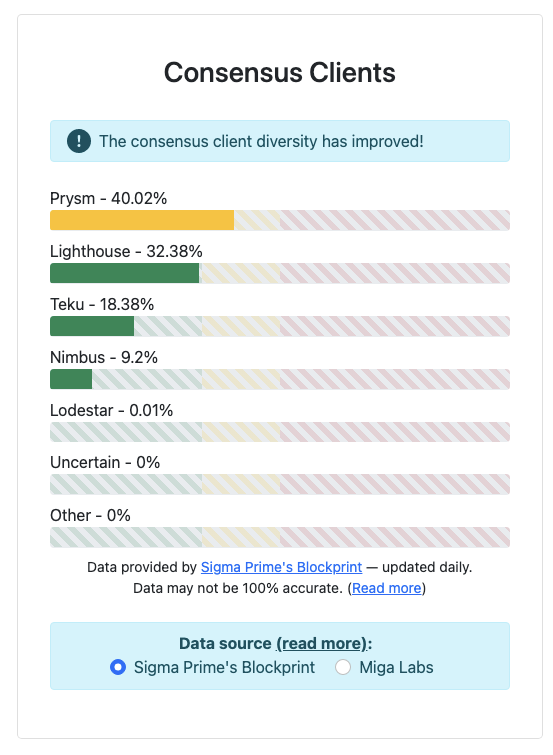 Consensus Clients
! The consensus client diversity has improved!
Prysm - 40.02%
Lighthouse - 32.38%
Teku - 18.38%
Nimbus - 9.2%
Lodestar - 0.01%
Uncertain - 0%
Other - 0%
Data provided by Sigma Prime's Blockprint — updated daily.
Data may not be 100% accurate. (Read more)
Data source (read more):
Sigma Prime's Blockprint Miga Labs